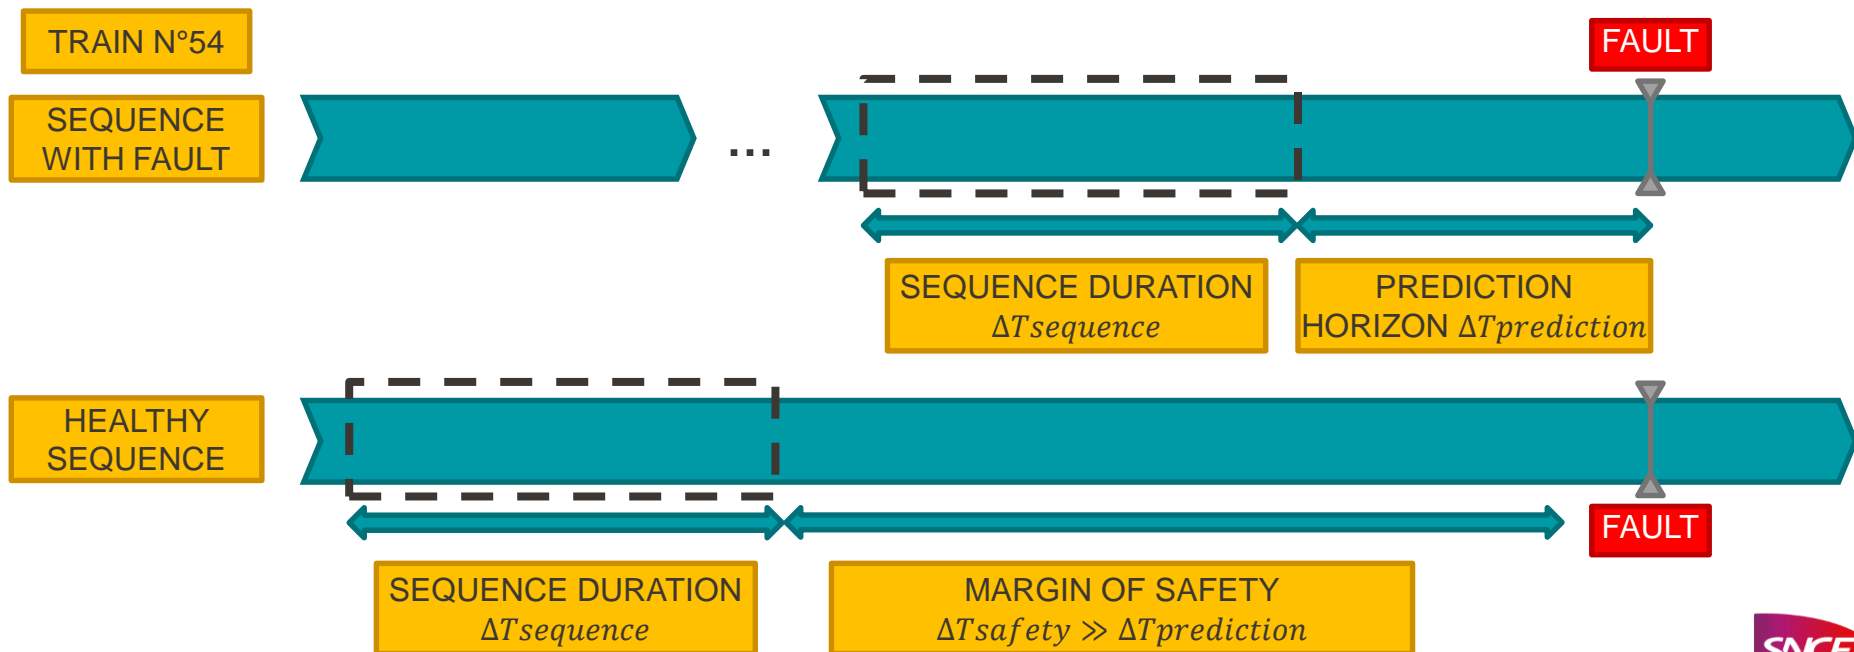 TRAIN N°54
FAULT
SEQUENCE
WITH FAULT
...
SEQUENCE DURATION
ΔTsequence
PREDICTION
HORIZON ΔTprediction
HEALTHY
SEQUENCE
FAULT
SEQUENCE DURATION
ΔTsequence
MARGIN OF SAFETY
ΔTsafety ≫ ΔTprediction
SNCF